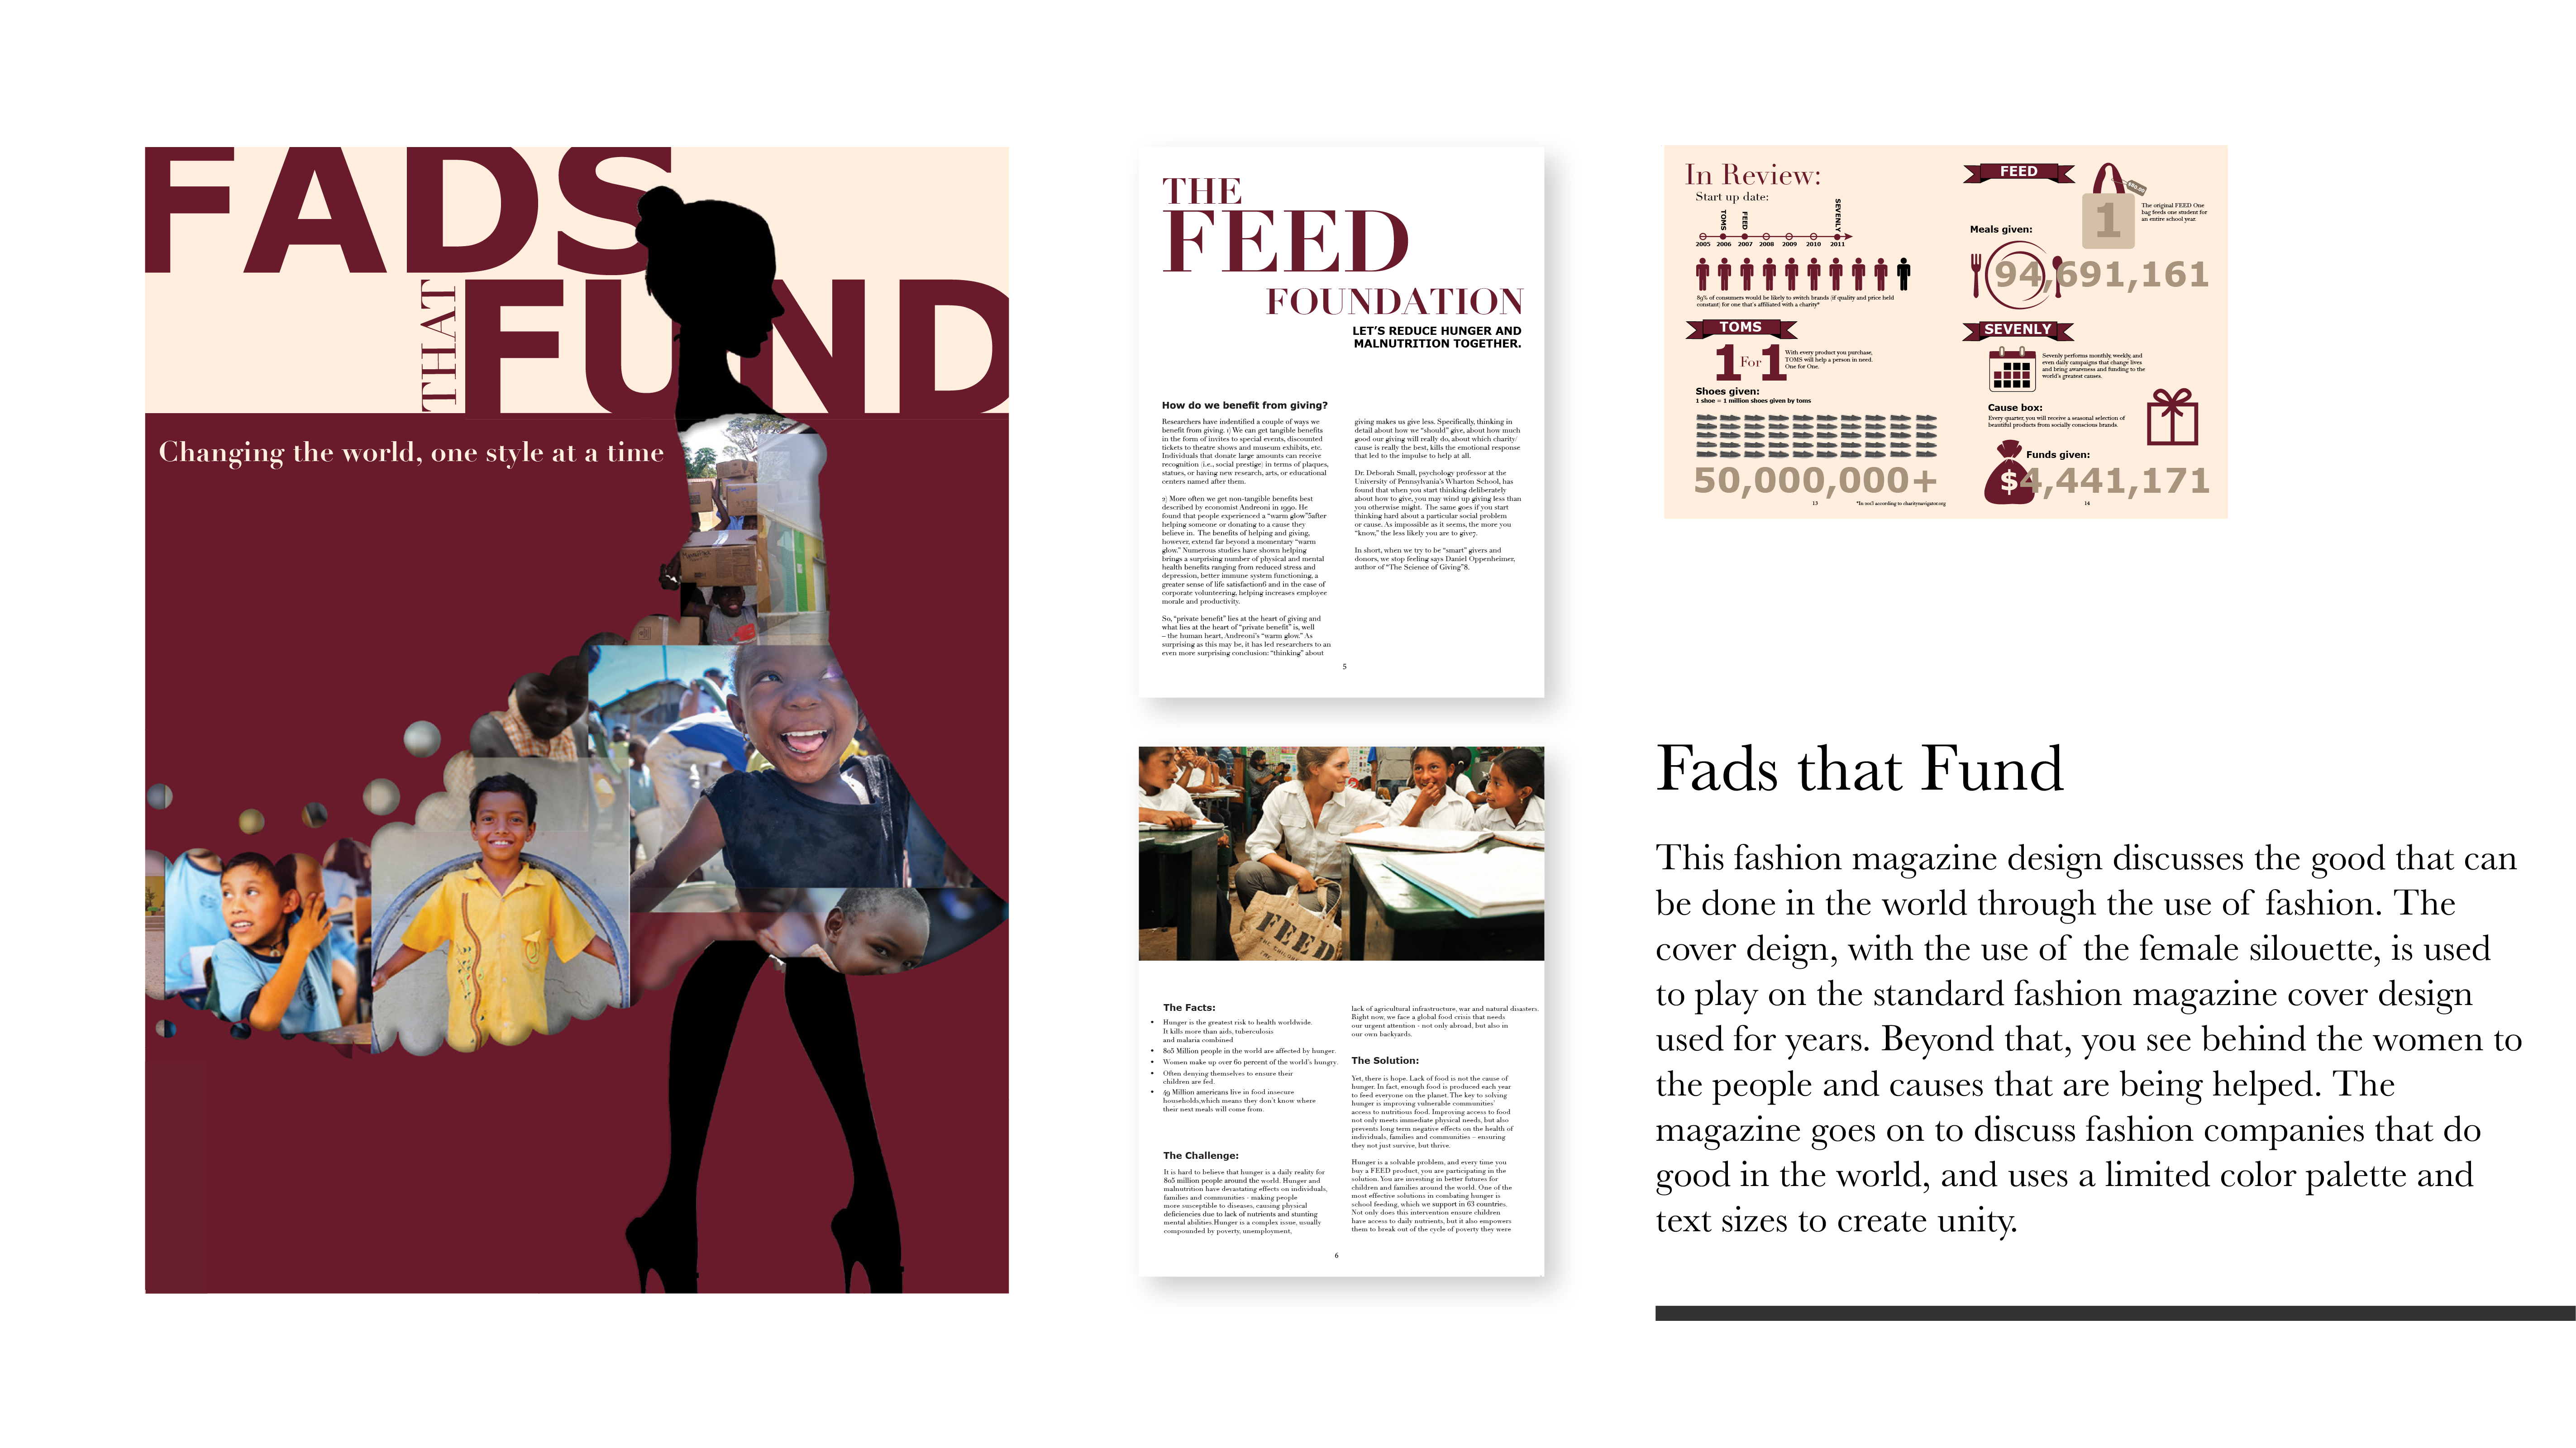 FADS
THAT
FUND
Changing the world, one style at a time
THE
FEED
FOUNDATION
LET'S REDUCE HUNGER AND
MALNUTRITION TOGETHER.
How do we benefit from giving?
Researchers have indentified a couple of ways we
benefit from giving. 1) We can get tangible benefits
in the form of invites to special events, discounted
tickets to theatre shows and museum exhibits, etc.
Individuals that donate large amounts can receive
recognition (i.e., social prestige) in terms of plaques,
statues, or having new research, arts, or educational
centers named after them.
2) More often we get non-tangible benefits best
described by economist Andreoni in 1990. He
found that people experienced a "warm glow"5after
helping someone or donating to a cause they
believe in. The benefits of helping and giving,
however, extend far beyond a momentary "warm
glow." Numerous studies have shown helping
brings a surprising number of physical and mental
health benefits ranging from reduced stress and
depression, better immune system functioning, a
greater sense of life satisfaction6 and in the case of
corporate volunteering, helping increases employee
morale and productivity.
So, "private benefit" lies at the heart of giving and
what lies at the heart of "private benefit" is, well
– the human heart, Andreoni's "warm glow." As
surprising as this may be, it has led researchers to an
even more surprising conclusion: "thinking" about
giving makes us give less. Specifically, thinking in
detail about how we "should" give, about how much
good our giving will really do, about which charity/
cause is really the best, kills the emotional response
that led to the impulse to help at all.
Dr. Deborah Small, psychology professor at the
University of Pennsylvania's Wharton School, has
found that when you start thinking deliberately
about how to give, you may wind up giving less than
you otherwise might. The same goes if you start
thinking hard about a particular social problem
or cause. As impossible as it seems, the more you
"know," the less likely you are to give7.
In short, when we try to be "smart" givers and
donors, we stop feeling says Daniel Oppenheimer,
author of "The Science of Giving"8.
5
FEED
The Facts:
• Hunger is the greatest risk to health worldwide.
It kills more than aids, tuberculosis
and malaria combined
• 805 Million people in the world are affected by hunger.
• Women make up over 60 percent of the world's hungry.
• Often denying themselves to ensure their
children are fed.
• 49 Million americans live in food insecure
households,which means they don't know where
their next meals will come from.
The Challenge:
It is hard to believe that hunger is a daily reality for
805 million people around the world. Hunger and
malnutrition have devastating effects on individuals,
families and communities - making people
more susceptible to diseases, causing physical
deficiencies due to lack of nutrients and stunting
mental abilities.Hunger is a complex issue, usually
compounded by poverty, unemployment,
lack of agricultural infrastructure, war and natural disasters.
Right now, we face a global food crisis that needs
our urgent attention - not only abroad, but also in
our own backyards.
The Solution:
Yet, there is hope. Lack of food is not the cause of
hunger. In fact, enough food is produced each year
to feed everyone on the planet. The key to solving
hunger is improving vulnerable communities'
access to nutritious food. Improving access to food
not only meets immediate physical needs, but also
prevents long term negative effects on the health of
individuals, families and communities – ensuring
they not just survive, but thrive.
Hunger is a solvable problem, and every time you
buy a FEED product, you are participating in the
solution. You are investing in better futures for
children and families around the world. One of the
most effective solutions in combating hunger is
school feeding, which we support in 63 countries.
Not only does this intervention ensure children
have access to daily nutrients, but it also empowers
them to break out of the cycle of poverty they were
6
In Review:
Start up date:
TOMS FEED SEVENLY
2005 2006 2007 2008 2009 2010 2011
89% of consumers would be likely to switch brands (if quality and price held
constant) for one that's affiliated with a charity*
TOMS
1 For 1
With every product you purchase,
TOMS will help a person in need.
One for One.
Shoes given:
1 shoe = 1 million shoes given by toms
50,000,000+
13
FEED
1
The original FEED One
bag feeds one student for
an entire school year.
Meals given:
94,691,161
SEVENLY
Sevenly performs monthly, weekly, and
even daily campaigns that change lives
and bring awareness and funding to the
world's greatest causes.
Cause box:
Every quarter, you will receive a seasonal selection of
beautiful products from socially conscious brands.
Funds given:
$4,441,171
14
Fads that Fund
This fashion magazine design discusses the good that can
be done in the world through the use of fashion. The
cover deign, with the use of the female silouette, is used
to play on the standard fashion magazine cover design
used for years. Beyond that, you see behind the women to
the people and causes that are being helped. The
magazine goes on to discuss fashion companies that do
good in the world, and uses a limited color palette and
text sizes to create unity.